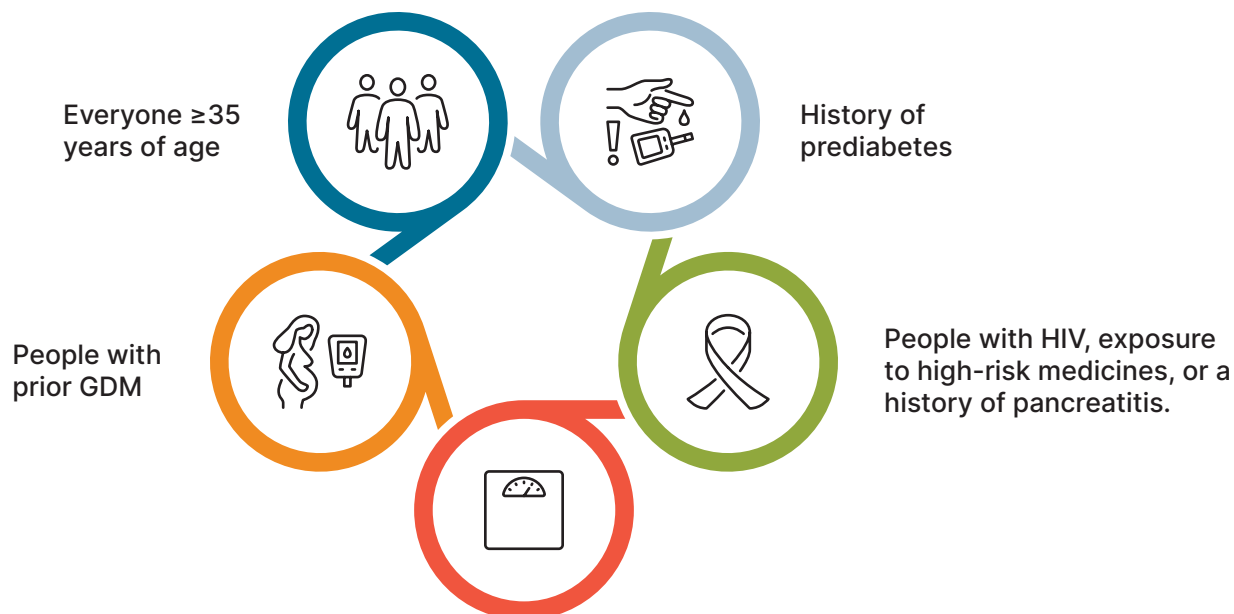 Everyone ≥35
years of age
History of
prediabetes
People with
prior GDM
People with HIV, exposure
to high-risk medicines, or a
history of pancreatitis.